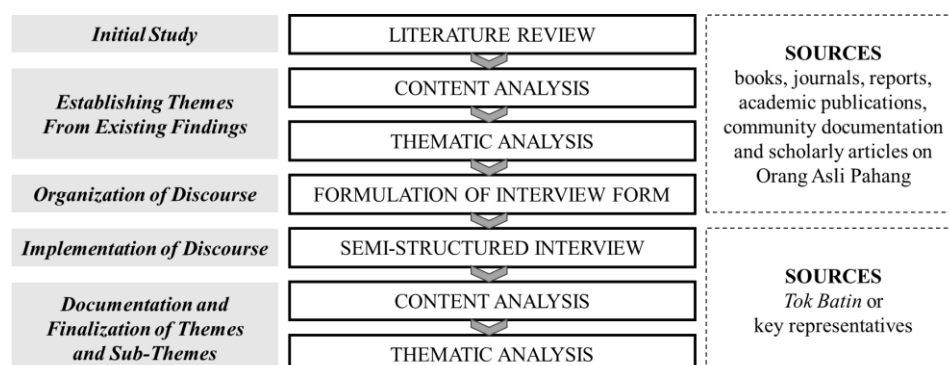 Initial Study
LITERATURE REVIEW
Establishing Themes
From Existing Findings
CONTENT ANALYSIS
THEMATIC ANALYSIS
Organization of Discourse
FORMULATION OF INTERVIEW FORM
Implementation of Discourse
SEMI-STRUCTURED INTERVIEW
Documentation and
Finalization of Themes
and Sub-Themes
CONTENT ANALYSIS
THEMATIC ANALYSIS
SOURCES
books, journals, reports,
academic publications,
community documentation
and scholarly articles on
Orang Asli Pahang
SOURCES
Tok Batin or
key representatives